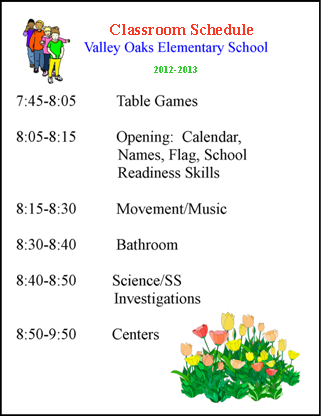 Classroom Schedule
Valley Oaks Elementary School
2012-2013
7:45-8:05 Table Games
8:05-8:15 Opening: Calendar,
Names, Flag, School
Readiness Skills
8:15-8:30 Movement/Music
8:30-8:40 Bathroom
8:40-8:50 Science/SS
Investigations
8:50-9:50 Centers